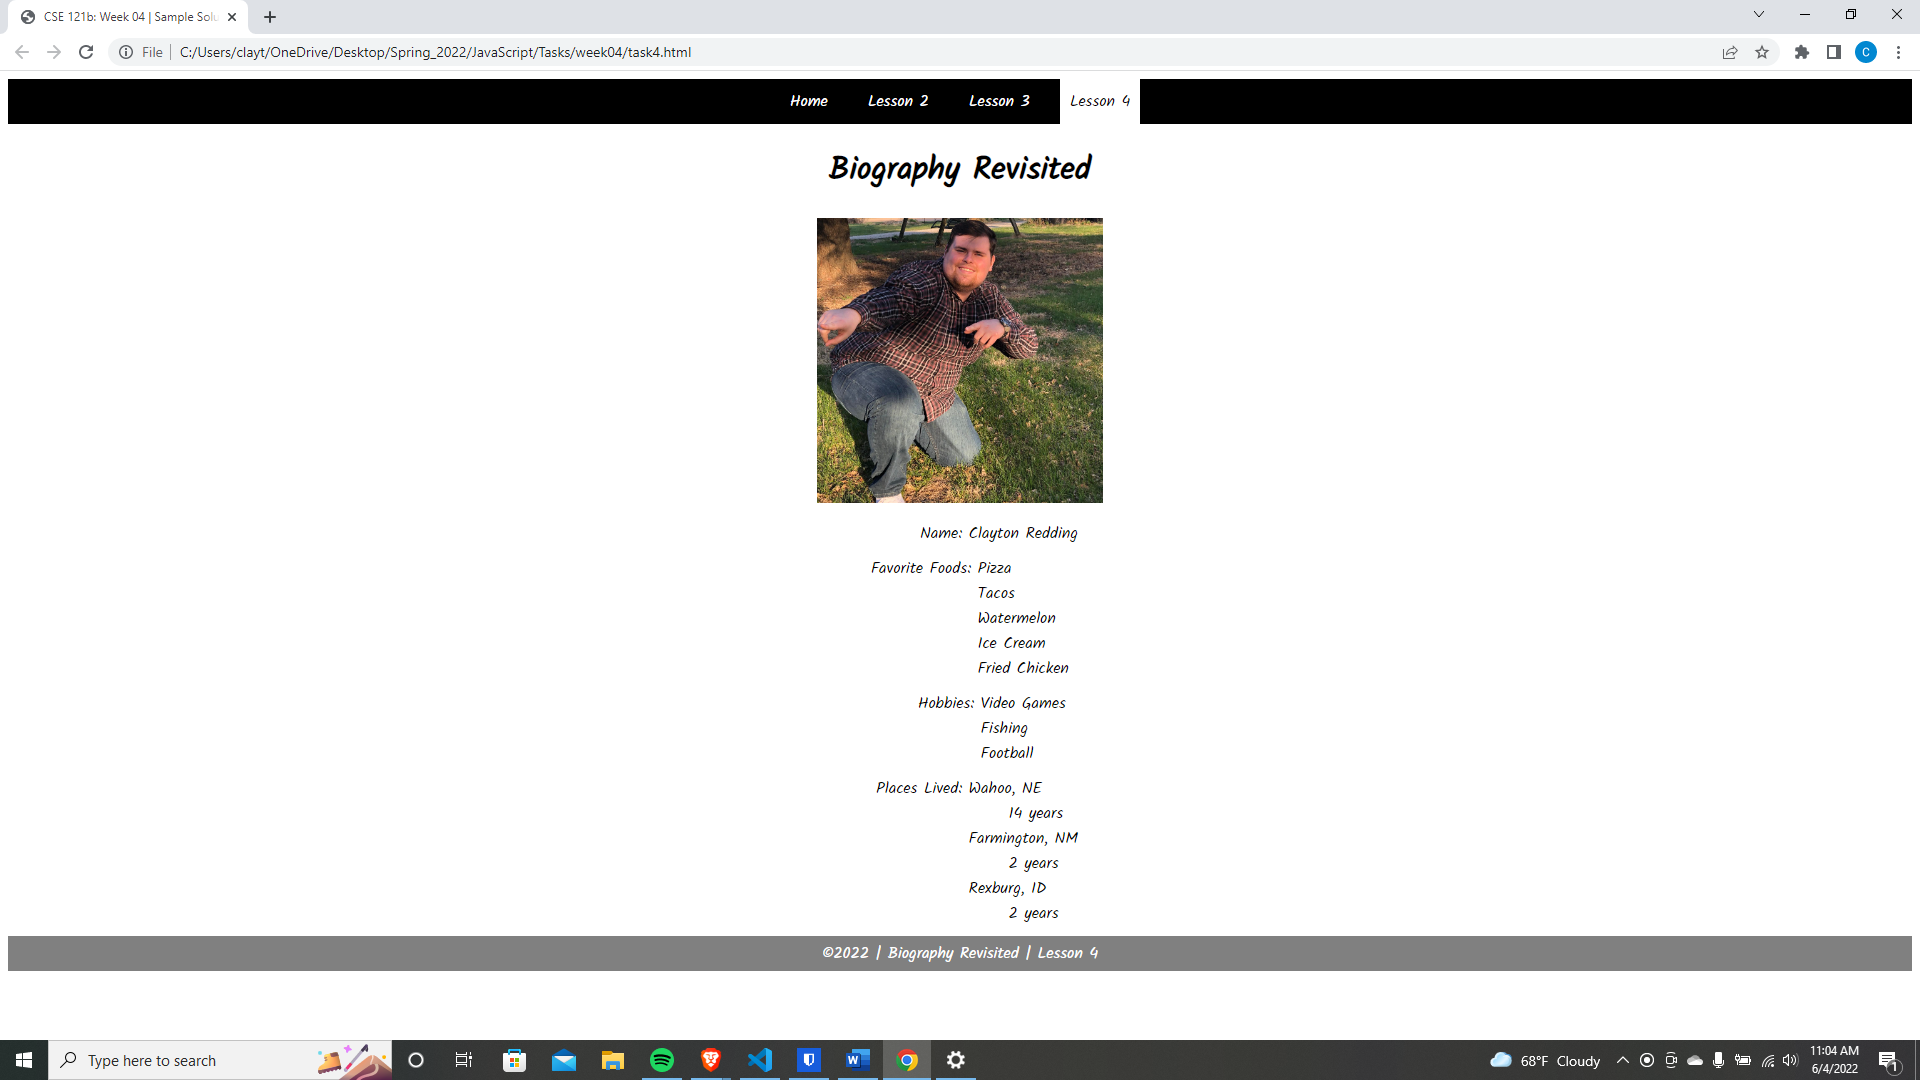 CSE 121b: Week 04 | Sample Solu
File | C:/Users/clayt/OneDrive/Desktop/Spring_2022/JavaScript/Tasks/week04/task4.html
C
Home Lesson 2 Lesson 3 Lesson 4
Biography Revisited
Name: Clayton Redding
Favorite Foods: Pizza
Tacos
Watermelon
Ice Cream
Fried Chicken
Hobbies: Video Games
Fishing
Football
Places Lived: Wahoo, NE
14 years
Farmington, NM
2 years
Rexburg, ID
2 years
©2022 | Biography Revisited | Lesson 4
Type here to search
68°F Cloudy
11:04 AM
6/4/2022
1